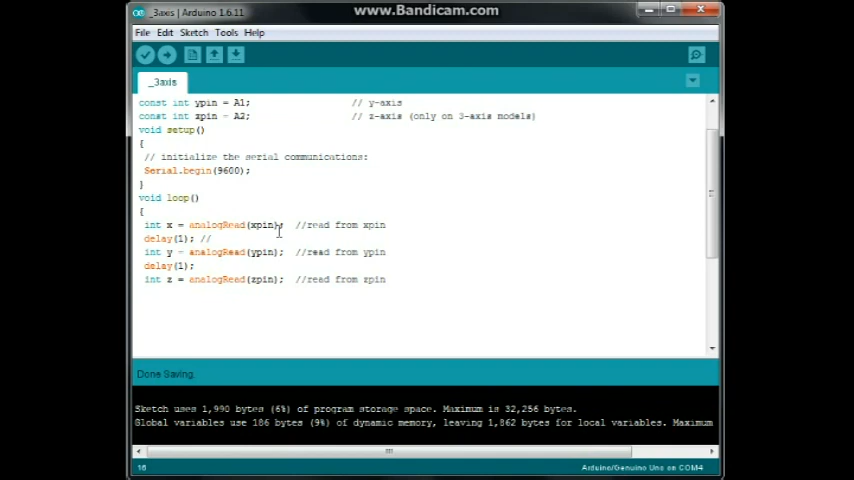 www.Bandicam.com
_3axis | Arduino 1.6.11
File Edit Sketch Tools Help
_3axis
const int ypin = A1; // y-axis
const int zpin = A2; // z-axis (only on 3-axis models)
void setup()
{
// initialize the serial communications:
Serial.begin(9600);
}
void loop()
{
int x = analogRead(xpin); //read from xpin
delay(1); //
int y = analogRead(ypin); //read from ypin
delay(1);
int z = analogRead(zpin); //read from zpin
Done Saving.
Sketch uses 1,990 bytes (6%) of program storage space. Maximum is 32,256 bytes.
Global variables use 186 bytes (9%) of dynamic memory, leaving 1,862 bytes for local variables. Maximum
16 Arduino/Genuino Uno on COM4